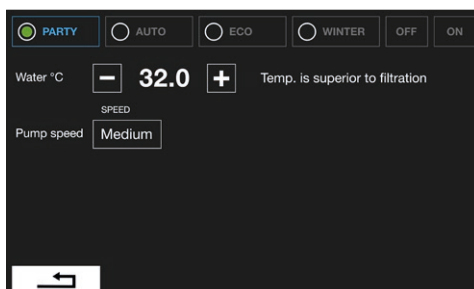 PARTY AUTO ECO WINTER OFF ON
Water °C − 32.0 + Temp. is superior to filtration
SPEED
Pump speed Medium